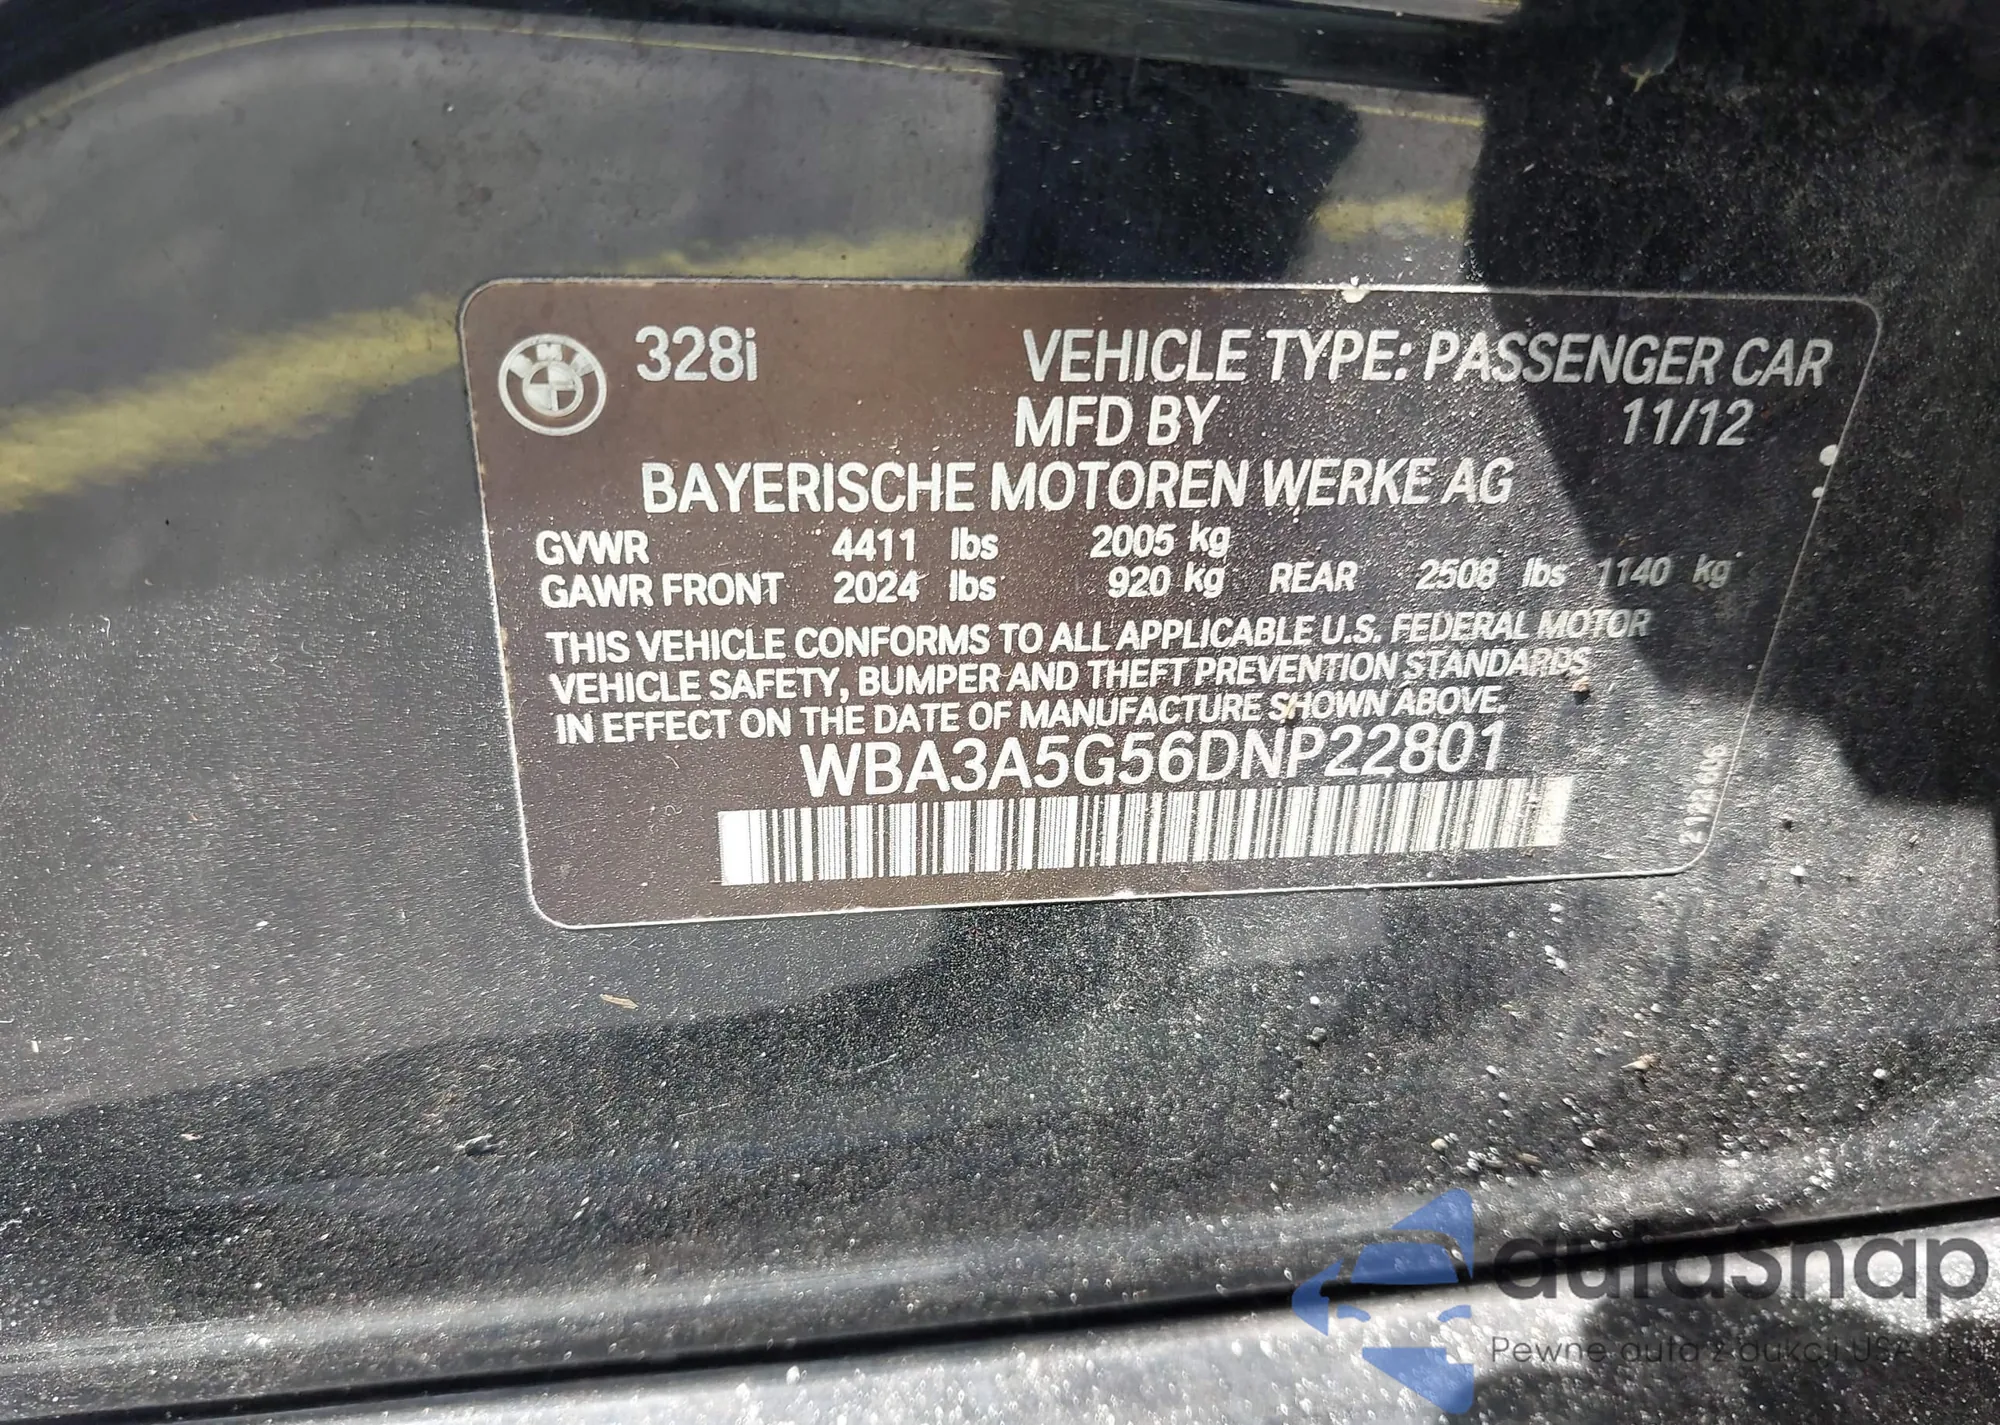 328i VEHICLE TYPE: PASSENGER CAR
MFD BY 11/12
BAYERISCHE MOTOREN WERKE AG
GVWR 4411 lbs 2005 kg
GAWR FRONT 2024 lbs 920 kg REAR 2508 lbs 1140 kg
THIS VEHICLE CONFORMS TO ALL APPLICABLE U.S. FEDERAL MOTOR
VEHICLE SAFETY, BUMPER AND THEFT PREVENTION STANDARDS
IN EFFECT ON THE DATE OF MANUFACTURE SHOWN ABOVE.
WBA3A5G56DNP22801
autaSnap
Pewne auta z aukcji USA